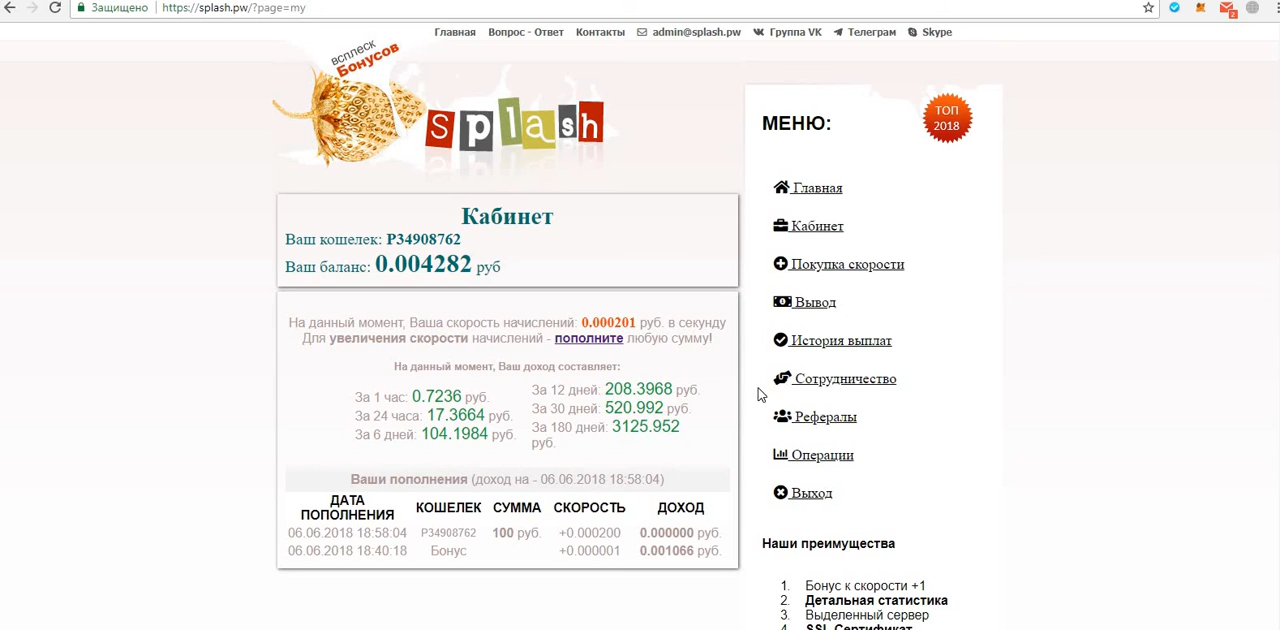 Защищено
https://splash.pw/?page=my
2
Главная Вопрос - Ответ Контакты admin@splash.pw Группа VK Телеграм Skype
всплеск
Бонусов
splash
Кабинет
Ваш кошелек: P34908762
Ваш баланс: 0.004282 руб
На данный момент, Ваша скорость начислений: 0.000201 руб. в секунду
Для увеличения скорости начислений - пополните любую сумму!
На данный момент, Ваш доход составляет:
За 1 час: 0.7236 руб.
За 24 часа: 17.3664 руб.
За 6 дней: 104.1984 руб.
За 12 дней: 208.3968 руб.
За 30 дней: 520.992 руб.
За 180 дней: 3125.952
руб.
Ваши пополнения (доход на - 06.06.2018 18:58:04)
ДАТА
ПОПОЛНЕНИЯ КОШЕЛЕК СУММА СКОРОСТЬ ДОХОД
06.06.2018 18:58:04 P34908762 100 руб. +0.000200 0.000000 руб.
06.06.2018 18:40:18 Бонус +0.000001 0.001066 руб.
МЕНЮ:
ТОП
2018
Главная
Кабинет
Покупка скорости
Вывод
История выплат
Сотрудничество
Рефералы
Операции
Выход
Наши преимущества
1. Бонус к скорости +1
2. Детальная статистика
3. Выделенный сервер
4. SSL Сертификат